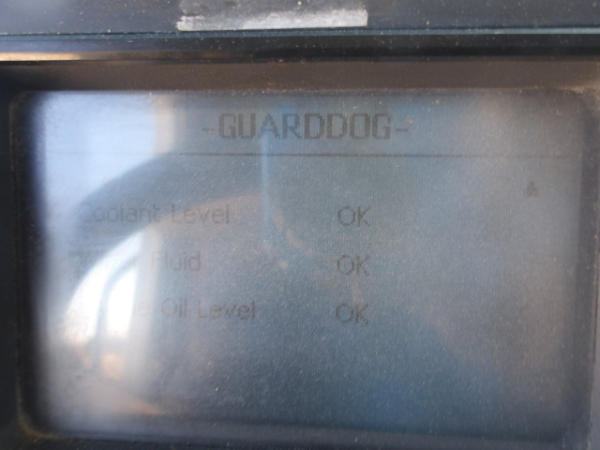 -GUARDDOG-
Coolant Level OK
Fluid OK
Oil Level OK